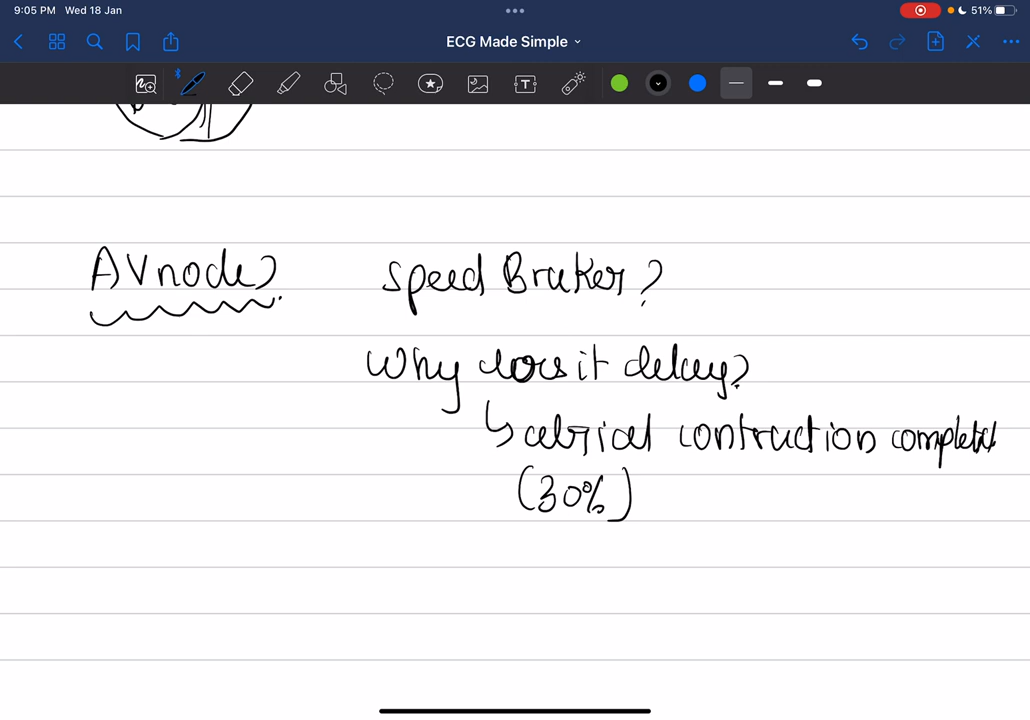 9:05 PM Wed 18 Jan
51%
ECG Made Simple
AV node?
Speed Braker?
Why does it delay?
↳ atrial contraction complete
(30%)